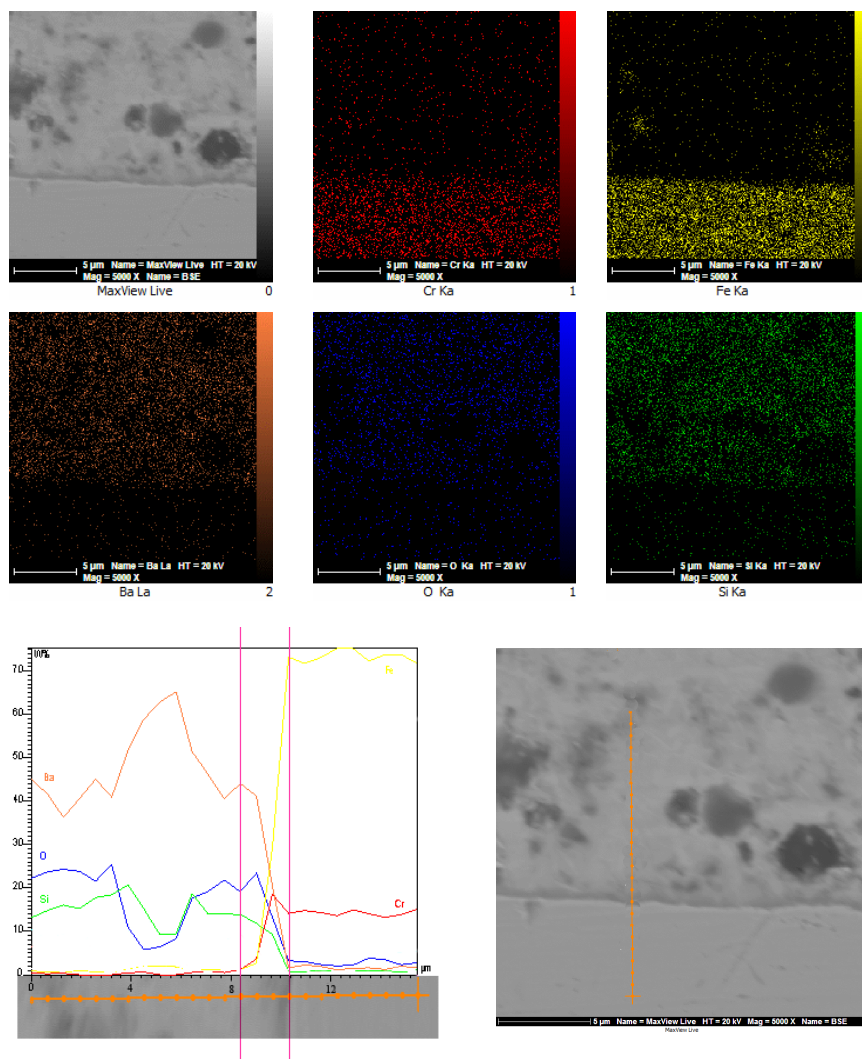 5 µm Name = MaxView Live HT = 20 kV
Mag = 5000 X Name = BSE
MaxView Live 0
5 µm Name = Cr Ka HT = 20 kV
Mag = 5000 X
Cr Ka 1
5 µm Name = Fe Ka HT = 20 kV
Mag = 5000 X
Fe Ka
5 µm Name = Ba La HT = 20 kV
Mag = 5000 X
Ba La 2
5 µm Name = O Ka HT = 20 kV
Mag = 5000 X
O Ka 1
5 µm Name = Si Ka HT = 20 kV
Mag = 5000 X
Si Ka
W%
70
60
50
40
30
20
10
0
Ba
O
Si
Fe
Cr
µm
0 4 8 12
5 µm Name = MaxView Live HT = 20 kV Mag = 5000 X Name = BSE
MaxView Live